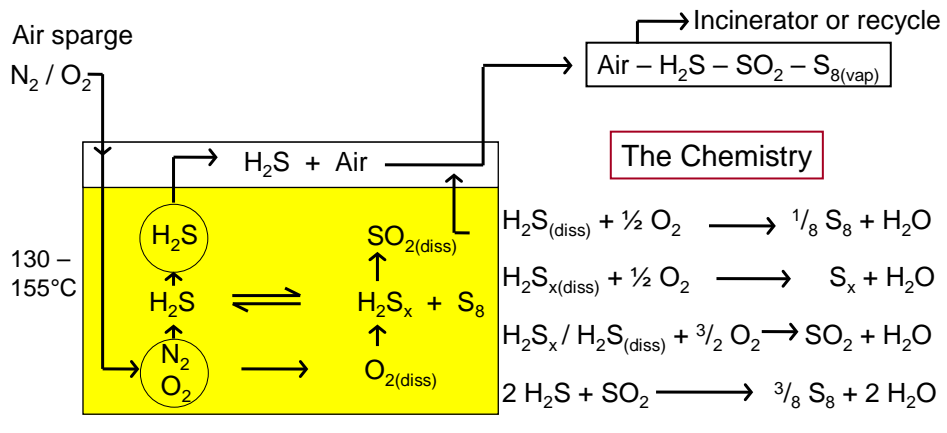 Air sparge
N₂ / O₂
Incinerator or recycle
Air – H₂S – SO₂ – S₈₍ᵥₐₚ₎
H₂S + Air
The Chemistry
130 –
155°C
H₂S
SO₂(diss)
H₂S ⇌ H₂Sₓ + S₈
N₂
O₂ → O₂(diss)
H₂S(diss) + ½ O₂ → ¹/₈ S₈ + H₂O
H₂Sₓ(diss) + ½ O₂ → Sₓ + H₂O
H₂Sₓ / H₂S(diss) + ³/₂ O₂ → SO₂ + H₂O
2 H₂S + SO₂ → ³/₈ S₈ + 2 H₂O